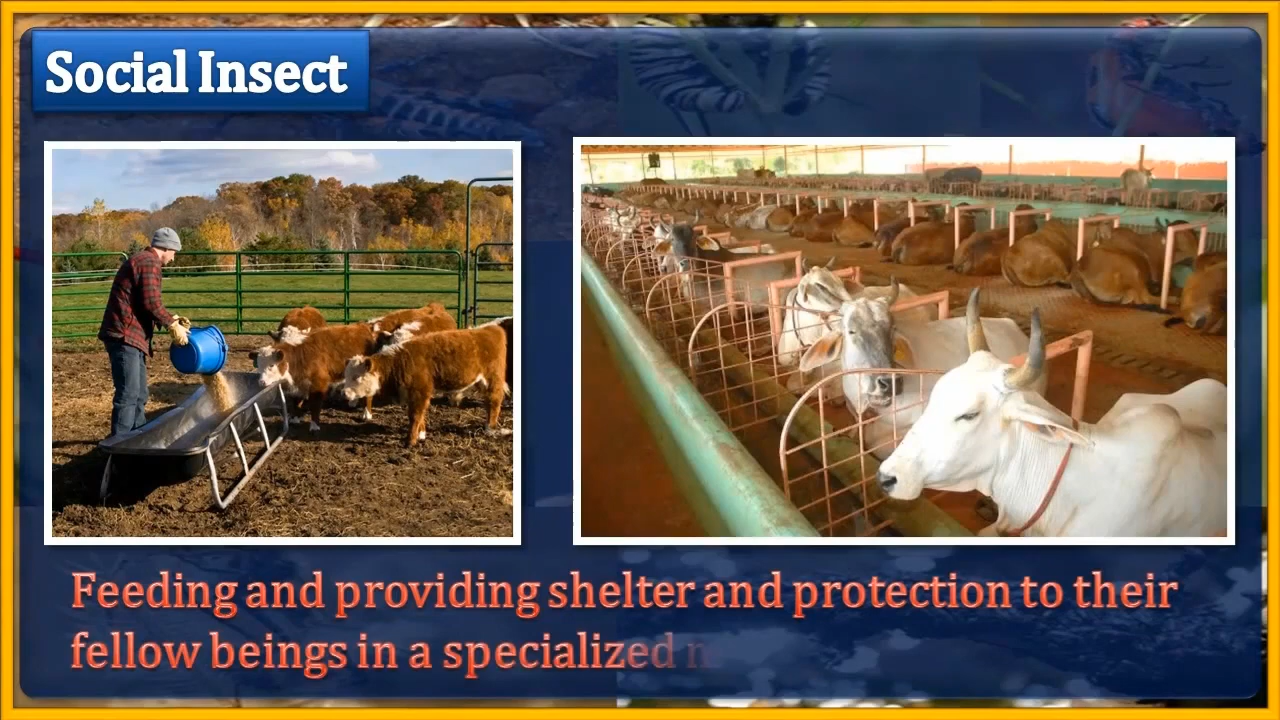 Social Insect
Feeding and providing shelter and protection to their
fellow beings in a specialized